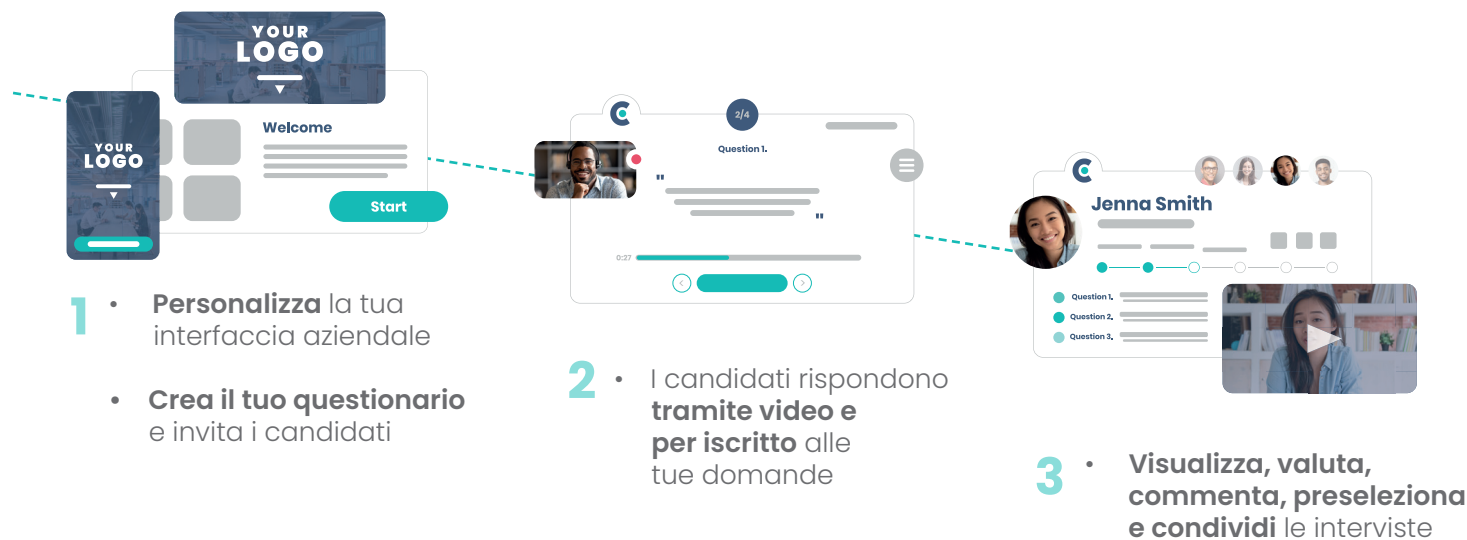 YOUR
LOGO
YOUR
LOGO
Welcome
Start
1
• Personalizza la tua
interfaccia aziendale
• Crea il tuo questionario
e invita i candidati
2/4
Question 1.
"
"
0:27
2
• I candidati rispondono
tramite video e
per iscritto alle
tue domande
Jenna Smith
Question 1.
Question 2.
Question 3.
3
• Visualizza, valuta,
commenta, preseleziona
e condividi le interviste